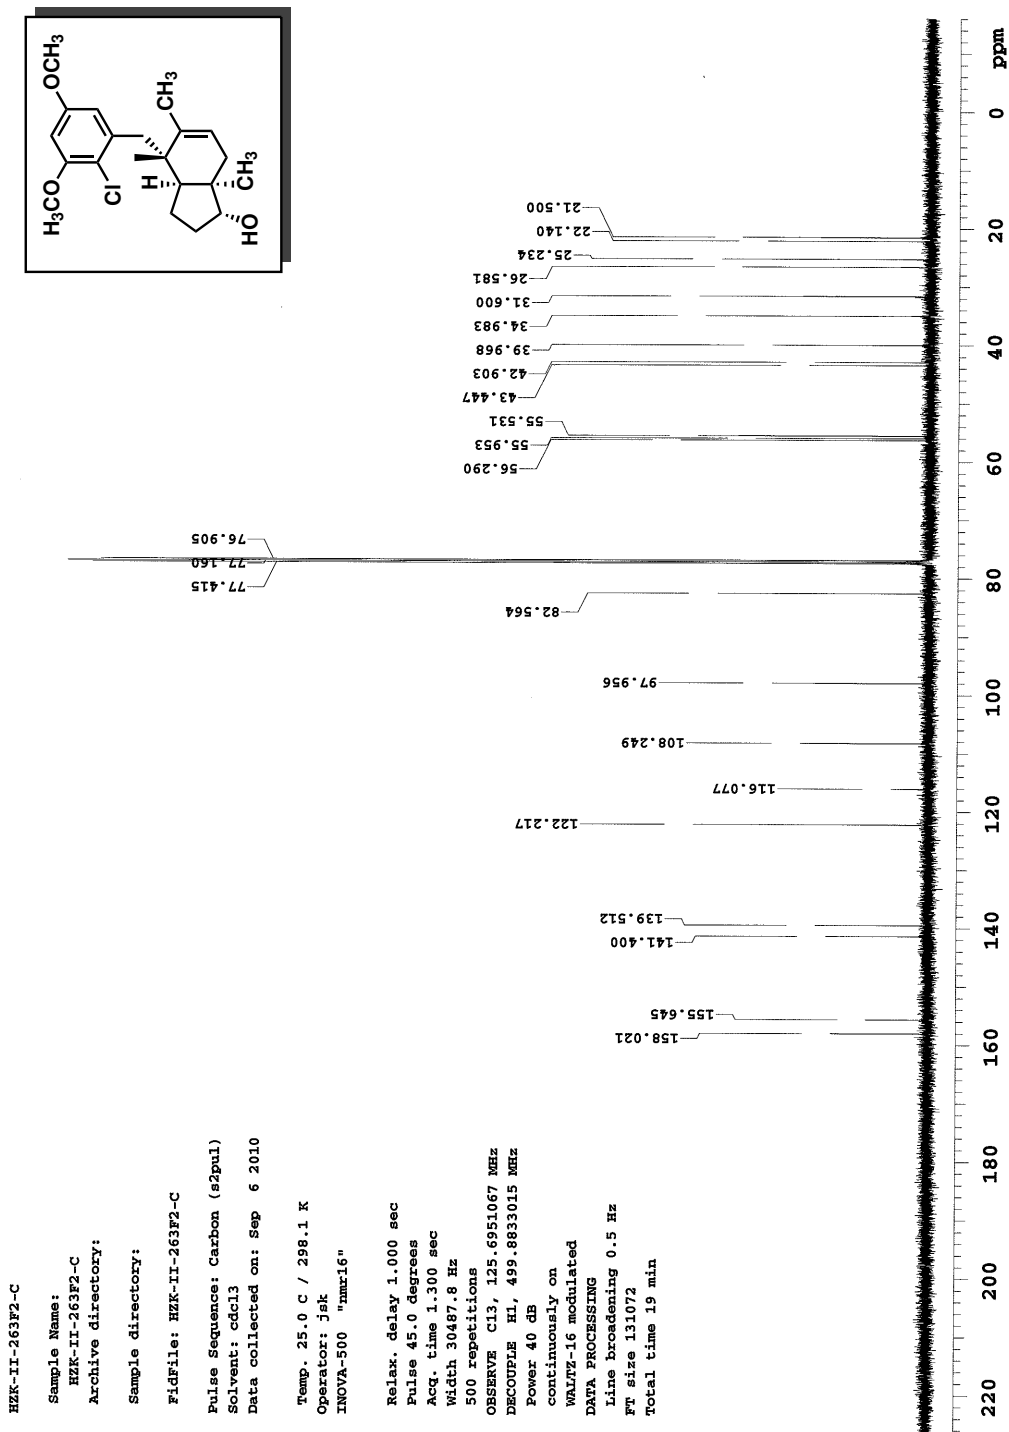 HZK-II-263F2-C
Sample Name:
HZK-II-263F2-C
Archive directory:
Sample directory:
FidFile: HZK-II-263F2-C
Pulse Sequence: Carbon (s2pul)
Solvent: cdcl3
Data collected on: Sep  6 2010
Temp. 25.0 C / 298.1 K
Operator: jsk
INOVA-500  "nmr16"
Relax. delay 1.000 sec
Pulse 45.0 degrees
Acq. time 1.300 sec
Width 30487.8 Hz
500 repetitions
OBSERVE  C13, 125.6951067 MHz
DECOUPLE  H1, 499.8833015 MHz
Power 40 dB
continuously on
WALTZ-16 modulated
DATA PROCESSING
Line broadening 0.5 Hz
FT size 131072
Total time 19 min
158.021
155.645
141.400
139.512
122.217
116.077
108.249
97.956
82.564
77.415
77.160
76.905
56.290
55.953
55.531
43.447
42.903
39.968
34.983
31.600
26.581
25.234
22.140
21.500
H3CO
OCH3
Cl
CH3
H
CH3
HO
220 200 180 160 140 120 100 80 60 40 20 0 ppm